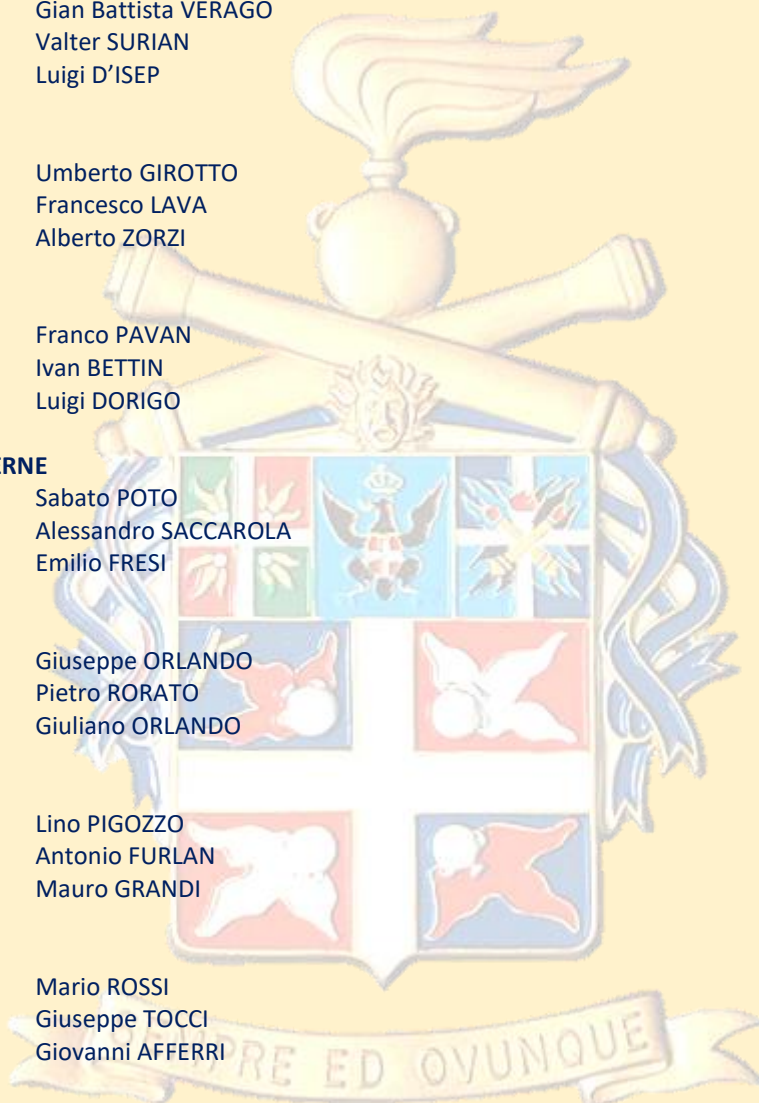 Gian Battista VERAGO
Valter SURIAN
Luigi D’ISEP
Umberto GIROTTO
Francesco LAVA
Alberto ZORZI
Franco PAVAN
Ivan BETTIN
Luigi DORIGO
ERNE
Sabato POTO
Alessandro SACCAROLA
Emilio FRESI
Giuseppe ORLANDO
Pietro RORATO
Giuliano ORLANDO
Lino PIGOZZO
Antonio FURLAN
Mauro GRANDI
Mario ROSSI
Giuseppe TOCCI
Giovanni AFFERRI
SEMPRE ED OVUNQUE